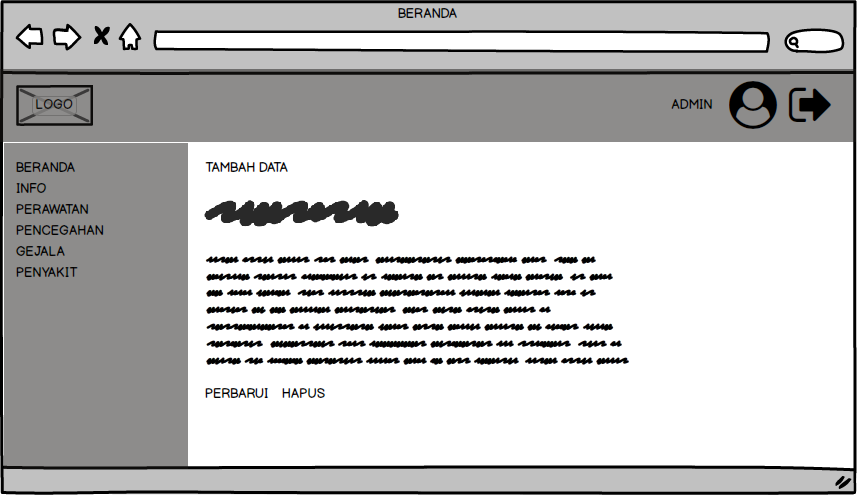 BERANDA
LOGO
ADMIN
BERANDA
INFO
PERAWATAN
PENCEGAHAN
GEJALA
PENYAKIT
TAMBAH DATA
PERBARUI HAPUS